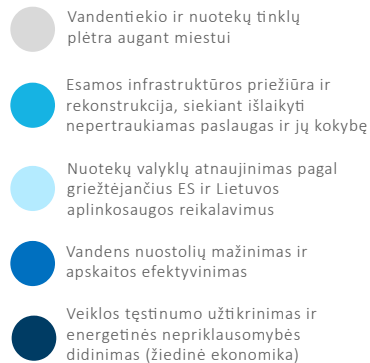 Vandentiekio ir nuotekų tinklų
plėtra augant miestui
Esamos infrastruktūros priežiūra ir
rekonstrukcija, siekiant išlaikyti
nepertraukiamas paslaugas ir jų kokybę
Nuotekų valyklų atnaujinimas pagal
griežtėjančius ES ir Lietuvos
aplinkosaugos reikalavimus
Vandens nuostolių mažinimas ir
apskaitos efektyvinimas
Veiklos tęstinumo užtikrinimas ir
energetinės nepriklausomybės
didinimas (žiedinė ekonomika)